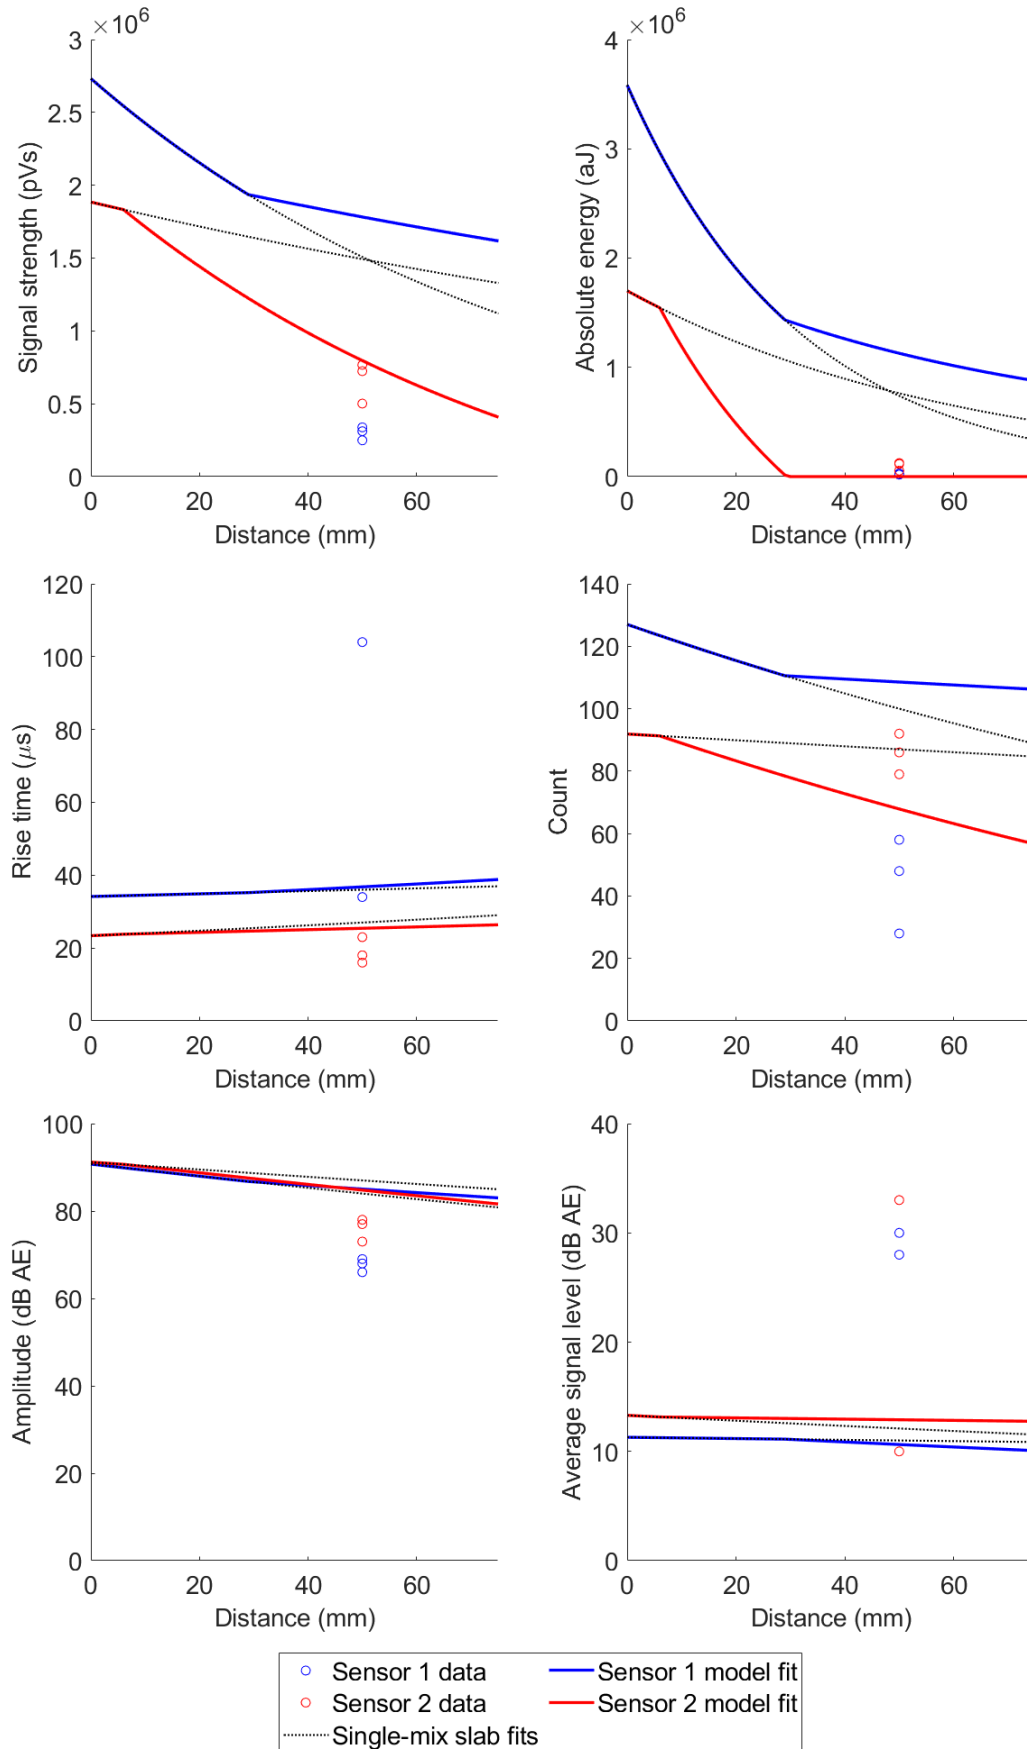 ×10⁶
3
2.5
2
1.5
1
0.5
0
0 20 40 60
Signal strength (pVs)
Distance (mm)
×10⁶
4
3
2
1
0
0 20 40 60
Absolute energy (aJ)
Distance (mm)
120
100
80
60
40
20
0
0 20 40 60
Rise time (μs)
Distance (mm)
140
120
100
80
60
40
20
0
0 20 40 60
Count
Distance (mm)
100
80
60
40
20
0
0 20 40 60
Amplitude (dB AE)
Distance (mm)
40
30
20
10
0
0 20 40 60
Average signal level (dB AE)
Distance (mm)
Sensor 1 data Sensor 1 model fit
Sensor 2 data Sensor 2 model fit
Single-mix slab fits